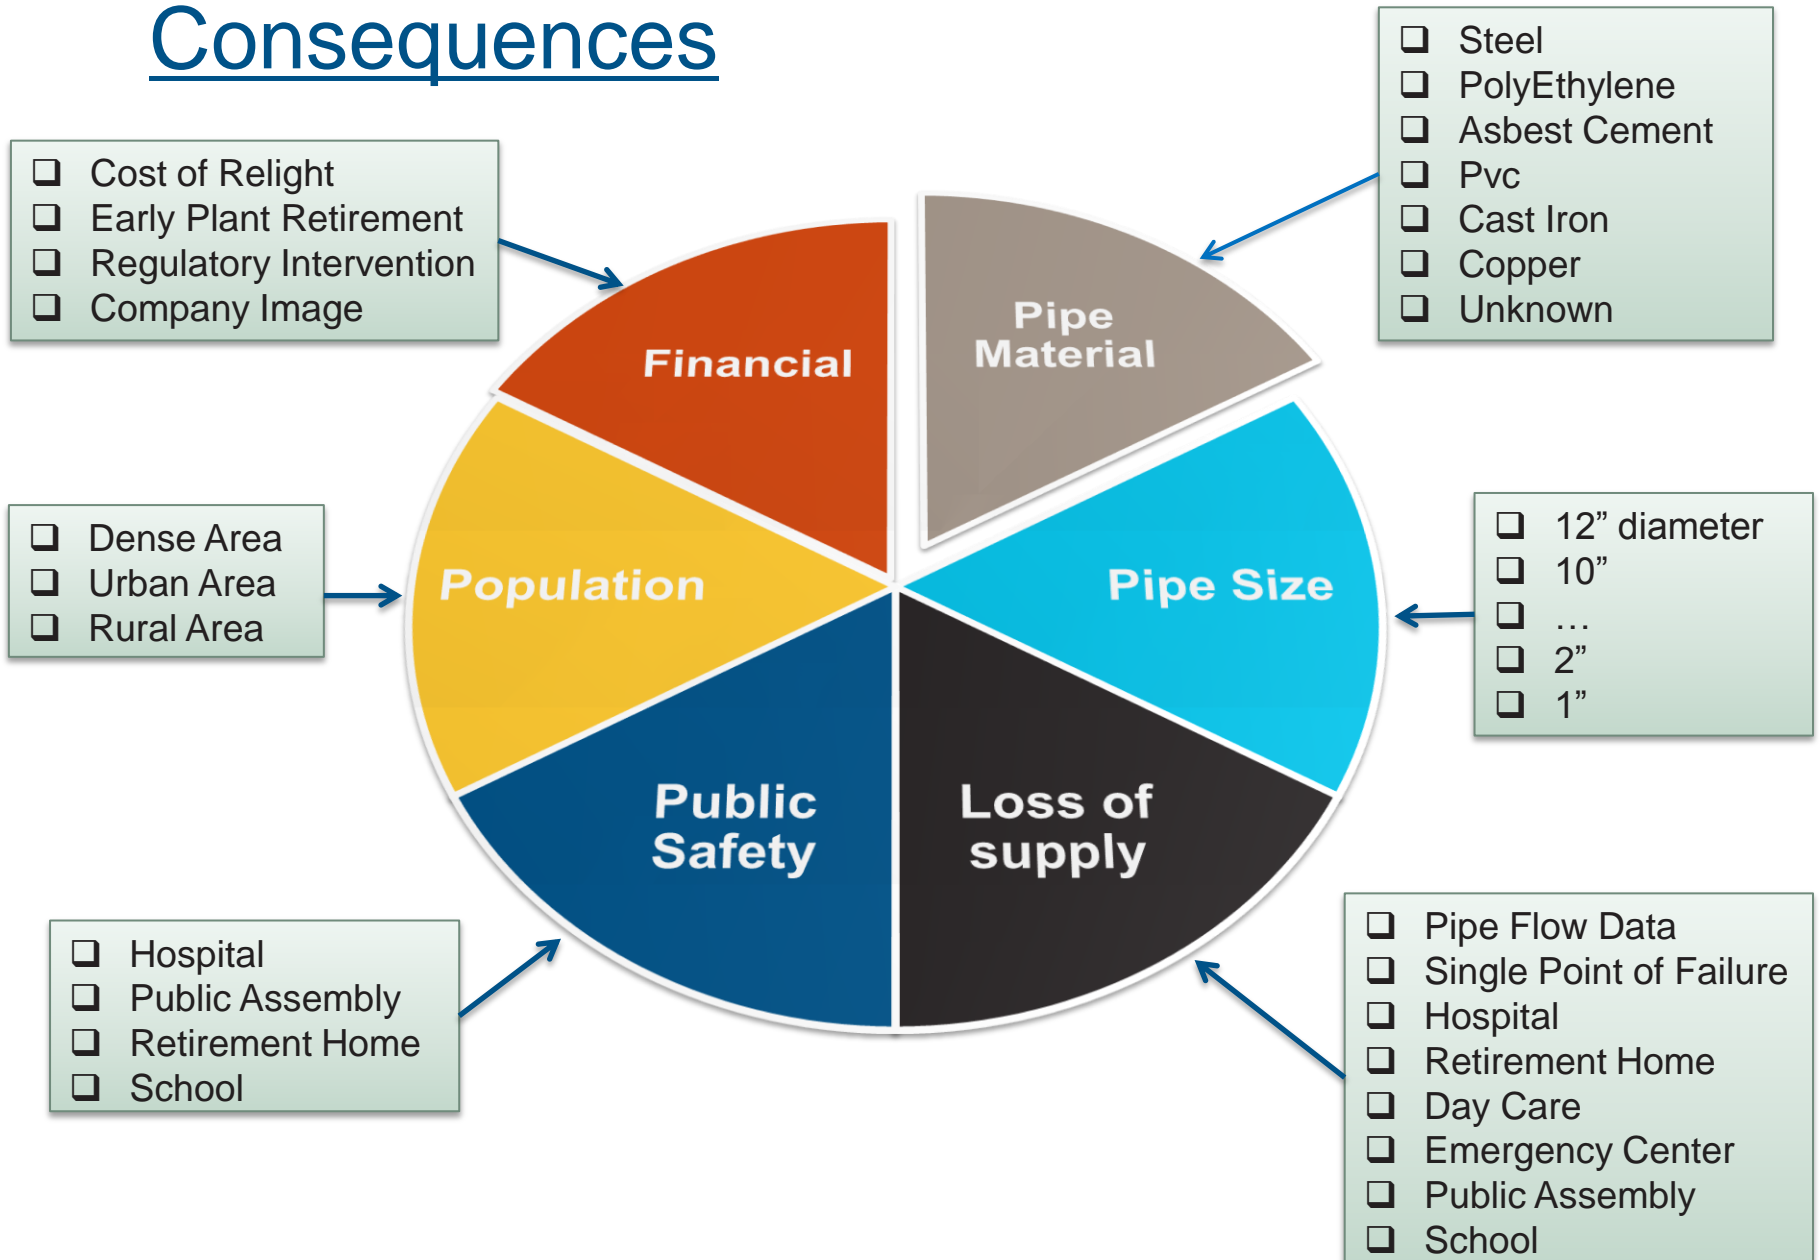 Consequences
Cost of Relight
Early Plant Retirement
Regulatory Intervention
Company Image
Steel
PolyEthylene
Asbest Cement
Pvc
Cast Iron
Copper
Unknown
Financial
Pipe
Material
Dense Area
Urban Area
Rural Area
Population
Pipe Size
12” diameter
10”
…
2”
1”
Public
Safety
Loss of
supply
Hospital
Public Assembly
Retirement Home
School
Pipe Flow Data
Single Point of Failure
Hospital
Retirement Home
Day Care
Emergency Center
Public Assembly
School